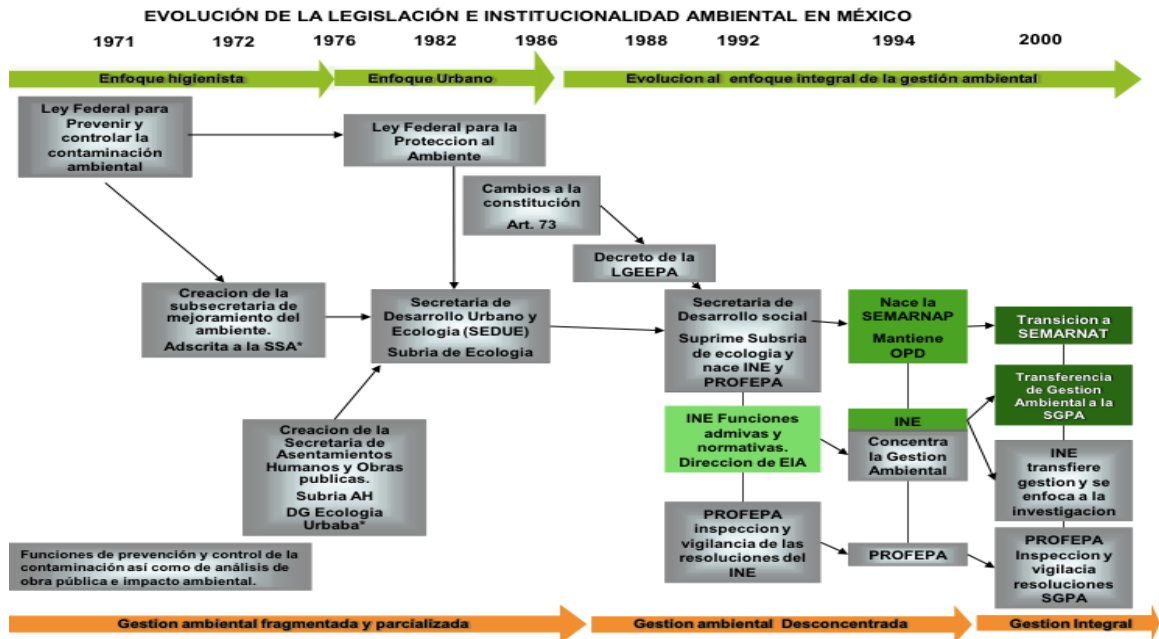 EVOLUCIÓN DE LA LEGISLACIÓN E INSTITUCIONALIDAD AMBIENTAL EN MÉXICO
1971 1972 1976 1982 1986 1988 1992 1994 2000
Enfoque higienista
Enfoque Urbano
Evolucion al enfoque integral de la gestión ambiental
Ley Federal para
Prevenir y
controlar la
contaminación
ambiental
Ley Federal para la
Proteccion al
Ambiente
Cambios a la
constitución
Art. 73
Decreto de la
LGEEPA
Creacion de la
subsecretaria de
mejoramiento del
ambiente.
Adscrita a la SSA*
Secretaria de
Desarrollo Urbano y
Ecologia (SEDUE)
Subria de Ecologia
Secretaria de
Desarrollo social
Suprime Subsria
de ecologia y
nace INE y
PROFEPA
Nace la
SEMARNAP
Mantiene
OPD
Transicion a
SEMARNAT
Transferencia
de Gestion
Ambiental a la
SGPA
Creacion de la
Secretaria de
Asentamientos
Humanos y Obras
publicas.
Subria AH
DG Ecologia
Urbaba*
INE Funciones
admivas y
normativas.
Direccion de EIA
INE
Concentra
la Gestion
Ambiental
INE
transfiere
gestion y se
enfoca a la
investigacion
PROFEPA
inspeccion y
vigilancia de las
resoluciones del
INE
PROFEPA
PROFEPA
Inspeccion y
vigilacia
resoluciones
SGPA
Funciones de prevención y control de la
contaminación así como de análisis de
obra pública e impacto ambiental.
Gestion ambiental fragmentada y parcializada
Gestion ambiental Desconcentrada
Gestion Integral